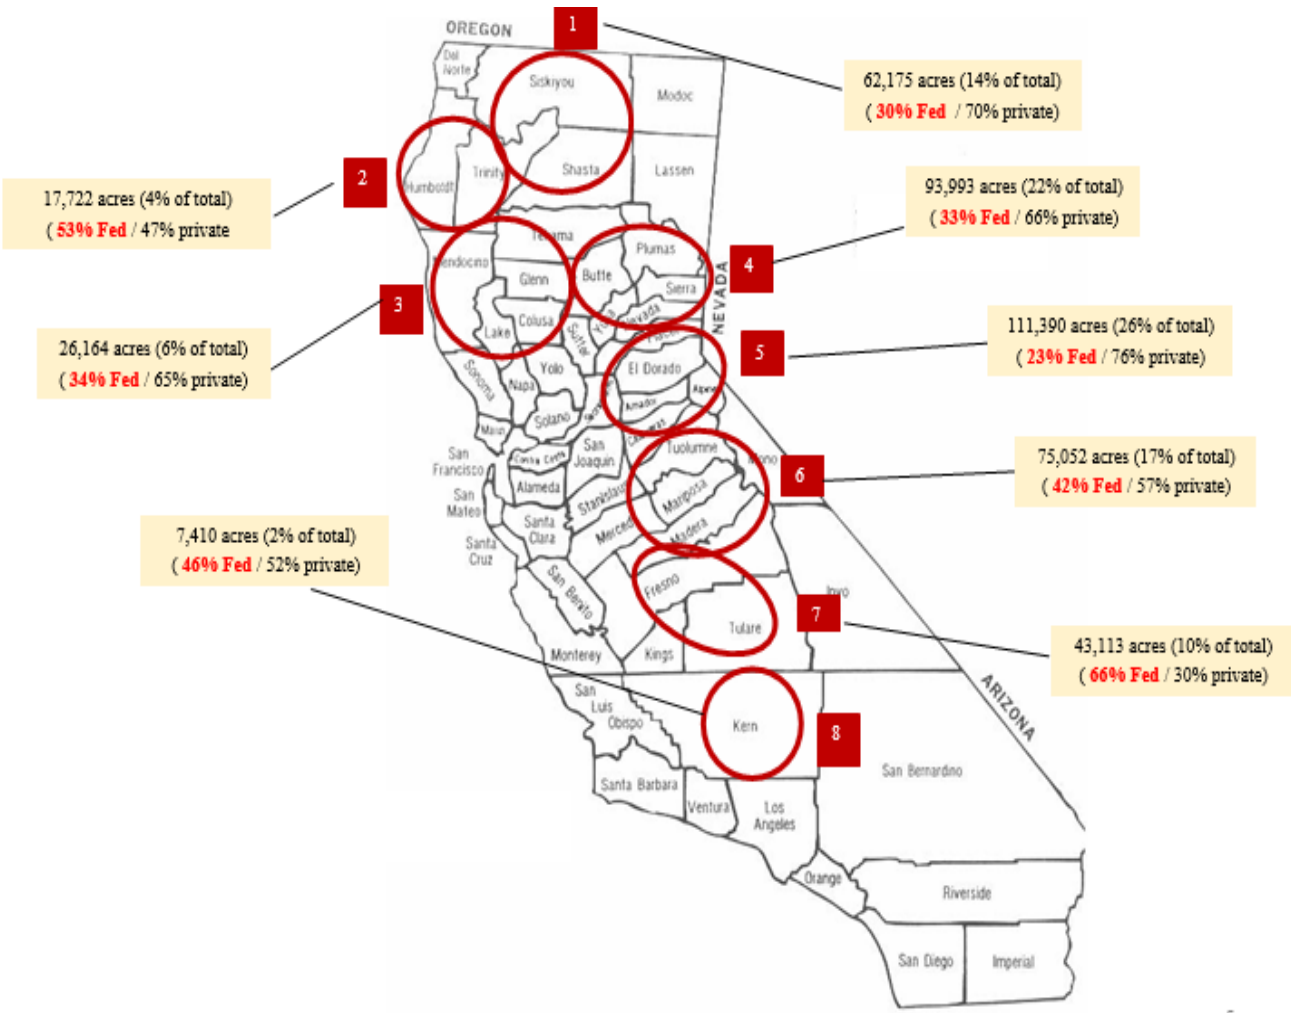 OREGON
1
Del
Norte
Siskiyou
Modoc
62,175 acres (14% of total)
( 30% Fed / 70% private)
2
Humboldt
Trinity
Shasta
Lassen
17,722 acres (4% of total)
( 53% Fed / 47% private
93,993 acres (22% of total)
( 33% Fed / 66% private)
Tehama
Plumas
4
Mendocino
Glenn
Butte
Sierra
NEVADA
3
Colusa
Lake
Sutter
Yuba
Nevada
Placer
26,164 acres (6% of total)
( 34% Fed / 65% private)
111,390 acres (26% of total)
( 23% Fed / 76% private)
5
Sonoma
Napa
Yolo
El Dorado
Alpine
Amador
Solano
Marin
Calaveras
San
Francisco
Contra Costa
San
Joaquin
Tuolumne
Mono
6
75,052 acres (17% of total)
( 42% Fed / 57% private)
Alameda
San
Mateo
Stanislaus
Mariposa
Santa
Clara
Merced
Madera
Santa
Cruz
7,410 acres (2% of total)
( 46% Fed / 52% private)
San Benito
Fresno
Inyo
7
Tulare
Monterey
Kings
43,113 acres (10% of total)
( 66% Fed / 30% private)
ARIZONA
San
Luis
Obispo
Kern
8
San Bernardino
Santa Barbara
Ventura
Los
Angeles
Orange
Riverside
San Diego
Imperial